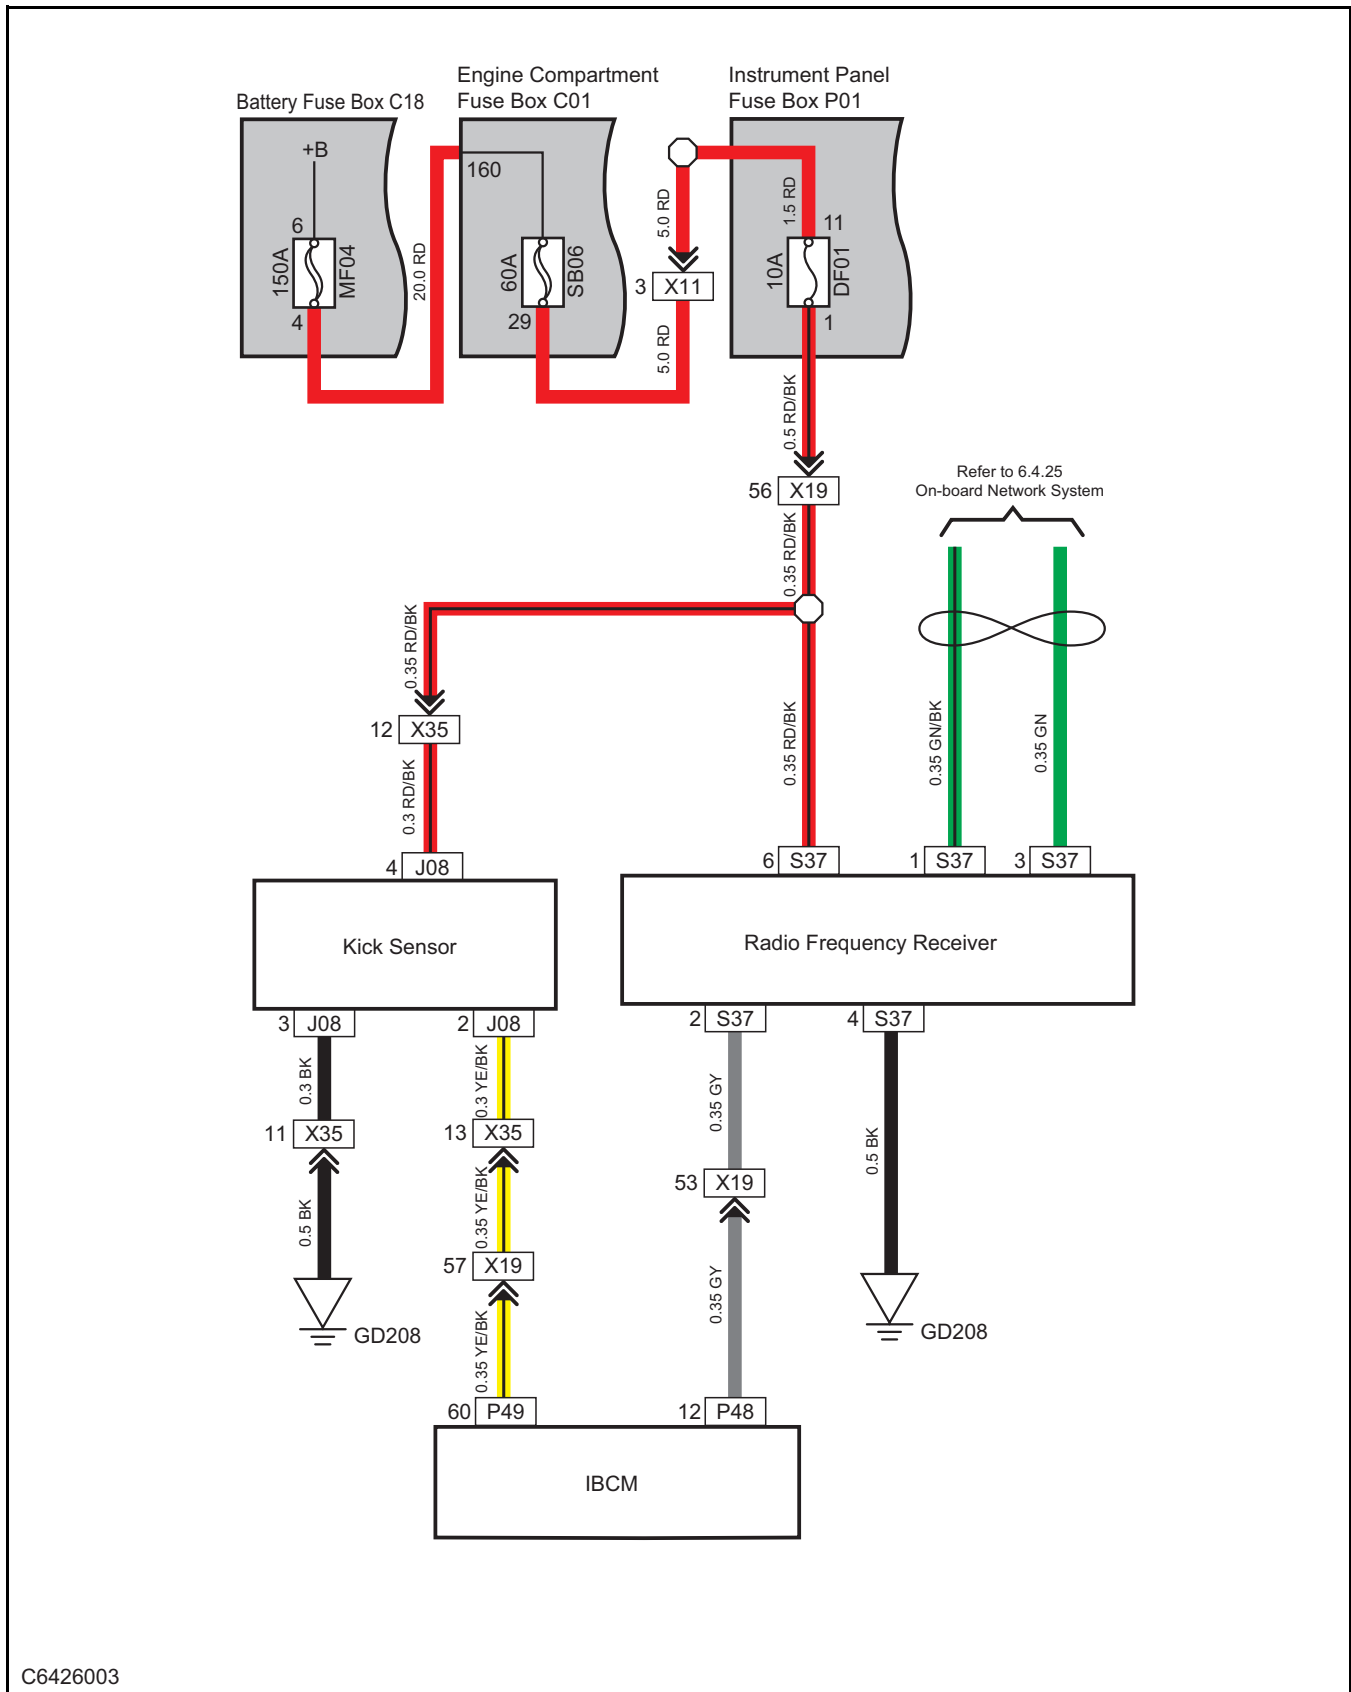 Battery Fuse Box C18
Engine Compartment
Fuse Box C01
Instrument Panel
Fuse Box P01
+B
6
150A
MF04
4
20.0 RD
160
60A
SB06
29
5.0 RD
3 X11
5.0 RD
1.5 RD
11
10A
DF01
1
0.5 RD/BK
56 X19
0.35 RD/BK
Refer to 6.4.25
On-board Network System
0.35 RD/BK
12 X35
0.3 RD/BK
0.35 RD/BK
0.35 GN/BK
0.35 GN
4 J08
6 S37
1 S37
3 S37
Kick Sensor
Radio Frequency Receiver
3 J08
2 J08
2 S37
4 S37
0.3 BK
0.3 YE/BK
0.35 GY
0.5 BK
11 X35
13 X35
53 X19
0.5 BK
0.35 YE/BK
57 X19
0.35 GY
GD208
GD208
0.35 YE/BK
60 P49
12 P48
IBCM
C6426003